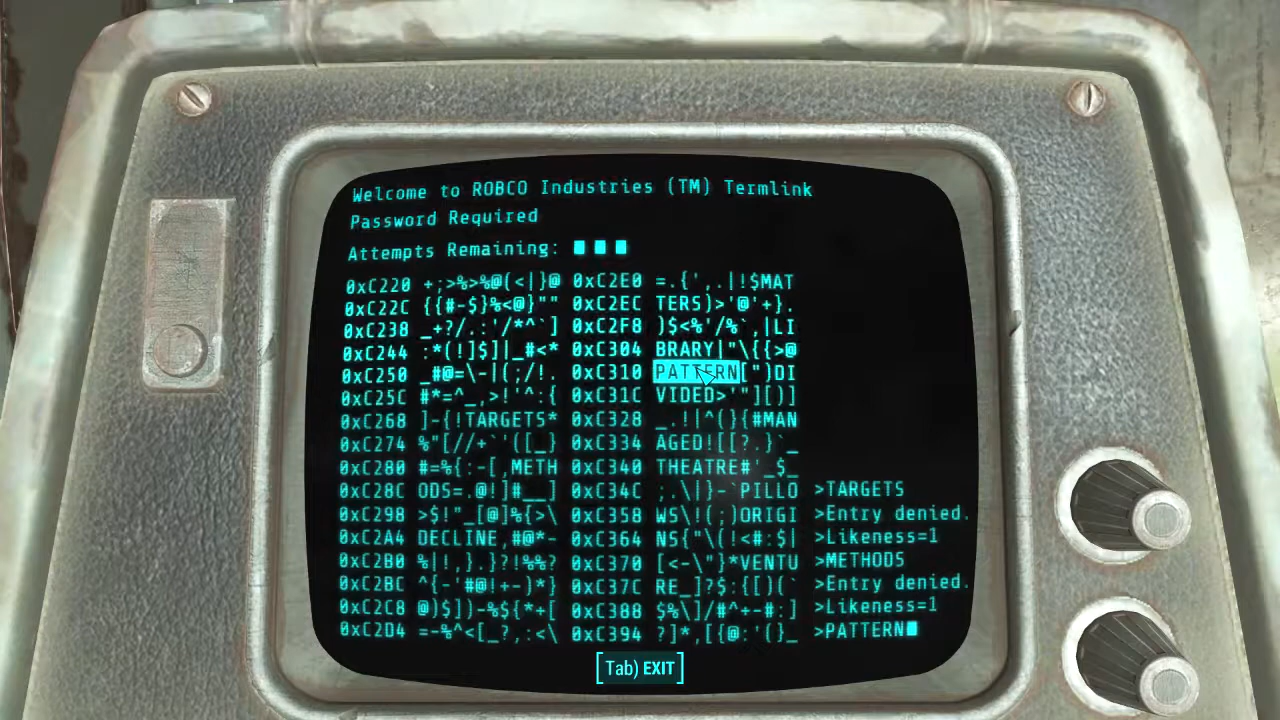 Welcome to ROBCO Industries (TM) Termlink
Password Required
Attempts Remaining: ■ ■ ■
0xC220 +;>%>%@(<|}@ 0xC2E0 =.{',.|!$MAT
0xC22C {{#-$}%<@}"" 0xC2EC TERS)>'@'+}.
0xC238 _+?/.:'/*^`] 0xC2F8 )$<%'/%`,|LI
0xC244 :*(!]$]|_#<* 0xC304 BRARY|"\{{>@
0xC250 _#@=\-|(;/!. 0xC310 PATTERN[")DI
0xC25C #*=^_,>!'^:{ 0xC31C VIDED>'"][)]
0xC268 ]-{!TARGETS* 0xC328 _.!|^(}{#MAN
0xC274 %"[//+`'([_} 0xC334 AGED![[?.}`_
0xC280 #=%{:-[,METH 0xC340 THEATRE#'_$_
0xC28C ODS=.@!]#__] 0xC34C ;.\|}-`PILLO >TARGETS
0xC298 >$!"_[@]%{>\ 0xC358 WS\!(;)ORIGI >Entry denied.
0xC2A4 DECLINE,#@*- 0xC364 NS{"\(!<#:$| >Likeness=1
0xC2B0 %|!,}.}?!%%? 0xC370 [<-\"}*VENTU >METHODS
0xC2BC ^{-'#@!+-)*} 0xC37C RE_]?$:{[)(` >Entry denied.
0xC2C8 @)$])-%${*+[ 0xC388 $%\]/#^+-#:] >Likeness=1
0xC2D4 =-%^<[_?,:<\ 0xC394 ?]*,[{@:'(}_ >PATTERN■
[Tab) EXIT]